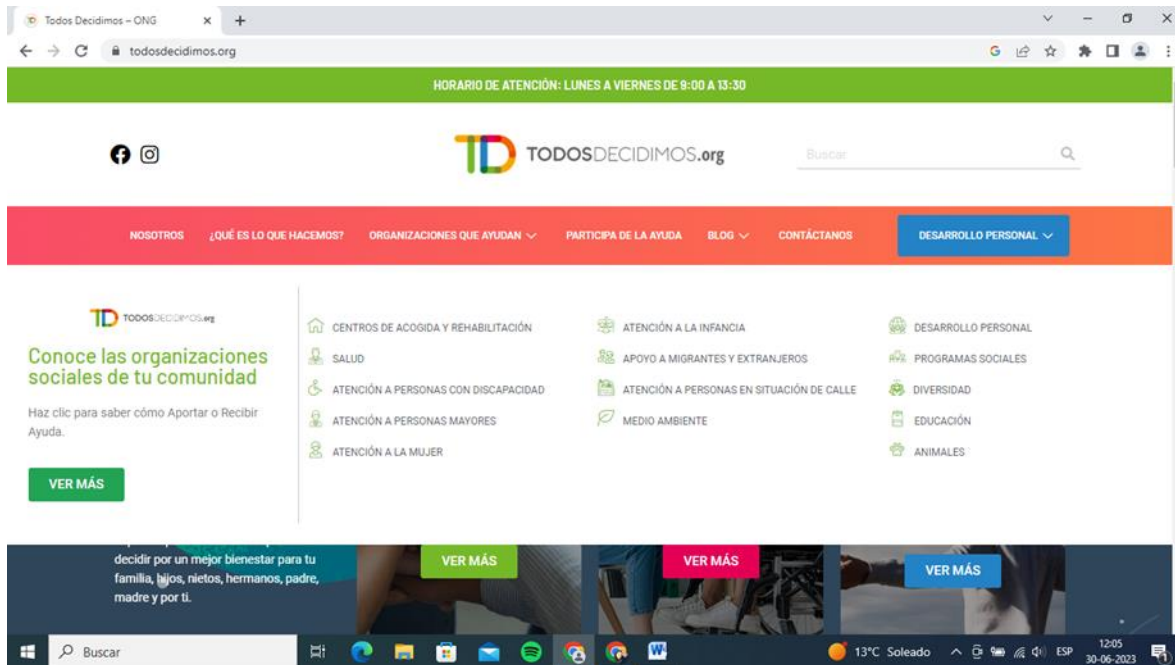 Todos Decidimos – ONG
todosdecidimos.org
HORARIO DE ATENCIÓN: LUNES A VIERNES DE 9:00 A 13:30
TD TODOSDECIDIMOS.org
Buscar
NOSOTROS ¿QUÉ ES LO QUE HACEMOS? ORGANIZACIONES QUE AYUDAN PARTICIPA DE LA AYUDA BLOG CONTÁCTANOS DESARROLLO PERSONAL
TD TODOSDECIDIMOS.org
Conoce las organizaciones
sociales de tu comunidad
Haz clic para saber cómo Aportar o Recibir
Ayuda.
VER MÁS
CENTROS DE ACOGIDA Y REHABILITACIÓN
SALUD
ATENCIÓN A PERSONAS CON DISCAPACIDAD
ATENCIÓN A PERSONAS MAYORES
ATENCIÓN A LA MUJER
ATENCIÓN A LA INFANCIA
APOYO A MIGRANTES Y EXTRANJEROS
ATENCIÓN A PERSONAS EN SITUACIÓN DE CALLE
MEDIO AMBIENTE
DESARROLLO PERSONAL
PROGRAMAS SOCIALES
DIVERSIDAD
EDUCACIÓN
ANIMALES
decidir por un mejor bienestar para tu
familia, hijos, nietos, hermanos, padre,
madre y por ti.
VER MÁS
VER MÁS
VER MÁS
Buscar
13°C Soleado
ESP
12:05
30-06-2023